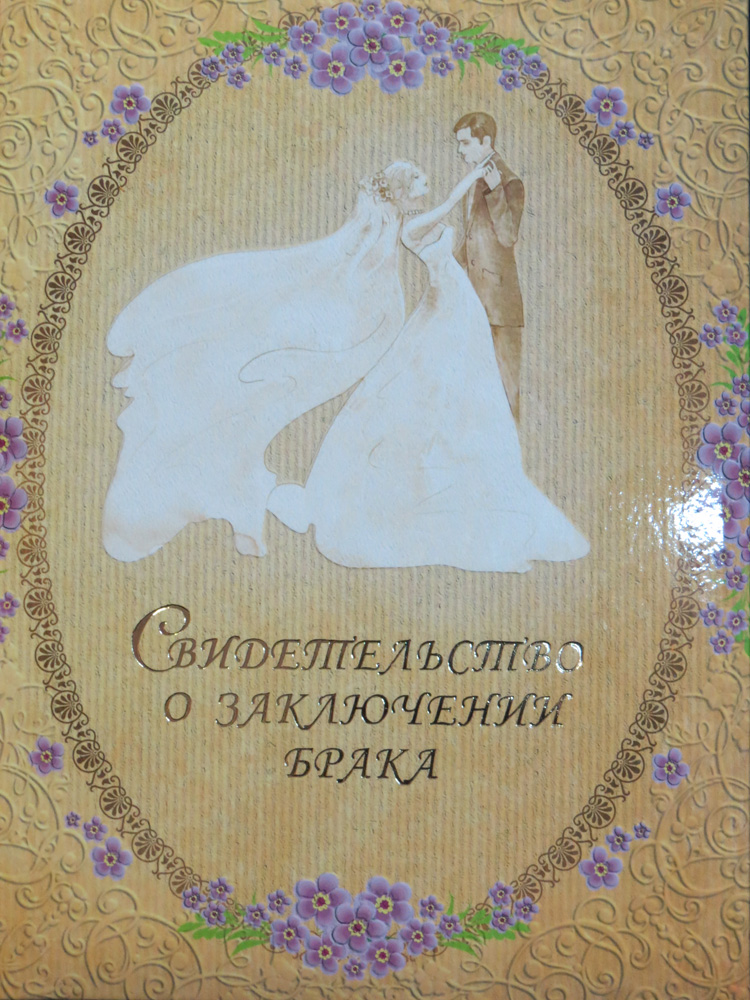 Свидетельство
о заключении
брака